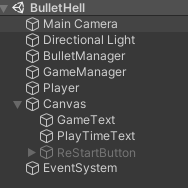 BulletHell
Main Camera
Directional Light
BulletManager
GameManager
Player
Canvas
GameText
PlayTimeText
ReStartButton
EventSystem